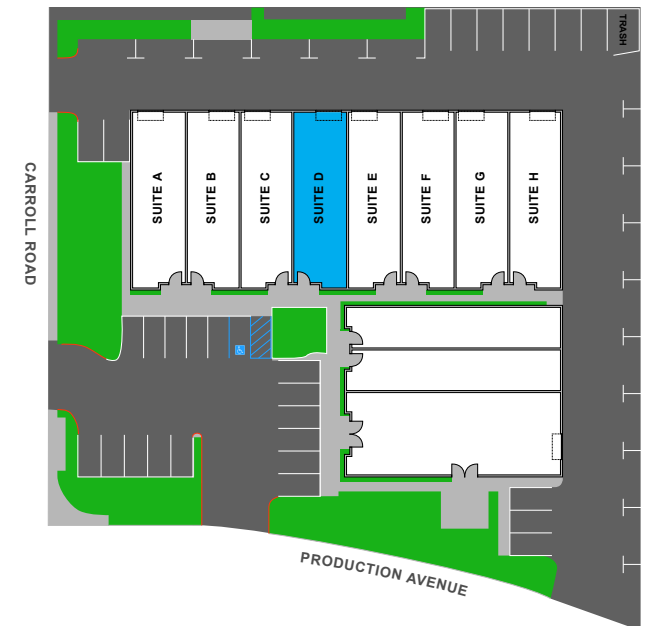 TRASH
CARROLL ROAD
SUITE A
SUITE B
SUITE C
SUITE D
SUITE E
SUITE F
SUITE G
SUITE H
PRODUCTION AVENUE